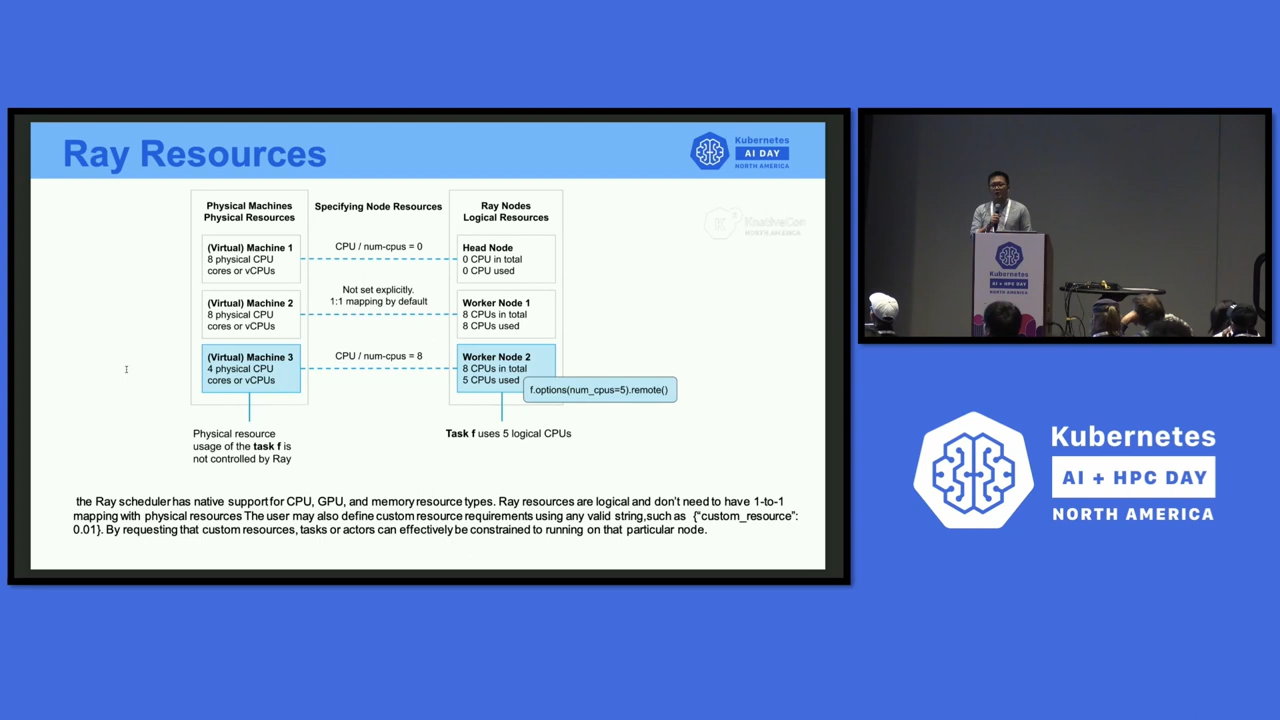 Ray Resources
Kubernetes
AI DAY
NORTH AMERICA
Physical Machines
Physical Resources
Specifying Node Resources
Ray Nodes
Logical Resources
(Virtual) Machine 1
8 physical CPU
cores or vCPUs
CPU / num-cpus = 0
Head Node
0 CPU in total
0 CPU used
(Virtual) Machine 2
8 physical CPU
cores or vCPUs
Not set explicitly.
1:1 mapping by default
Worker Node 1
8 CPUs in total
8 CPUs used
(Virtual) Machine 3
4 physical CPU
cores or vCPUs
CPU / num-cpus = 8
Worker Node 2
8 CPUs in total
5 CPUs used
f.options(num_cpus=5).remote()
Physical resource
usage of the task f is
not controlled by Ray
Task f uses 5 logical CPUs
KnativeCon
NORTH AMERICA
the Ray scheduler has native support for CPU, GPU, and memory resource types. Ray resources are logical and don't need to have 1-to-1
mapping with physical resources The user may also define custom resource requirements using any valid string,such as {"custom_resource":
0.01}. By requesting that custom resources, tasks or actors can effectively be constrained to running on that particular node.
Kubernetes
AI + HPC DAY
NORTH AMERICA
Kubernetes
AI + HPC DAY
NORTH AMERICA